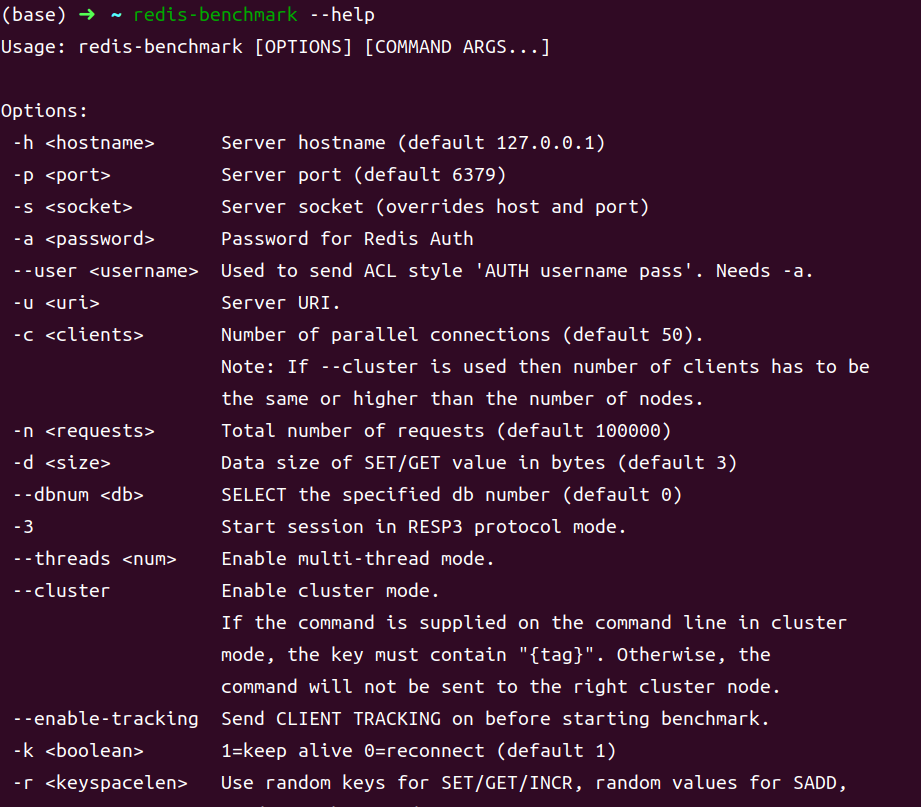 (base) → ~ redis-benchmark --help
Usage: redis-benchmark [OPTIONS] [COMMAND ARGS...]
Options:
-h <hostname> Server hostname (default 127.0.0.1)
-p <port> Server port (default 6379)
-s <socket> Server socket (overrides host and port)
-a <password> Password for Redis Auth
--user <username> Used to send ACL style 'AUTH username pass'. Needs -a.
-u <uri> Server URI.
-c <clients> Number of parallel connections (default 50).
Note: If --cluster is used then number of clients has to be
the same or higher than the number of nodes.
-n <requests> Total number of requests (default 100000)
-d <size> Data size of SET/GET value in bytes (default 3)
--dbnum <db> SELECT the specified db number (default 0)
-3 Start session in RESP3 protocol mode.
--threads <num> Enable multi-thread mode.
--cluster Enable cluster mode.
If the command is supplied on the command line in cluster
mode, the key must contain "{tag}". Otherwise, the
command will not be sent to the right cluster node.
--enable-tracking Send CLIENT TRACKING on before starting benchmark.
-k <boolean> 1=keep alive 0=reconnect (default 1)
-r <keyspacelen> Use random keys for SET/GET/INCR, random values for SADD,